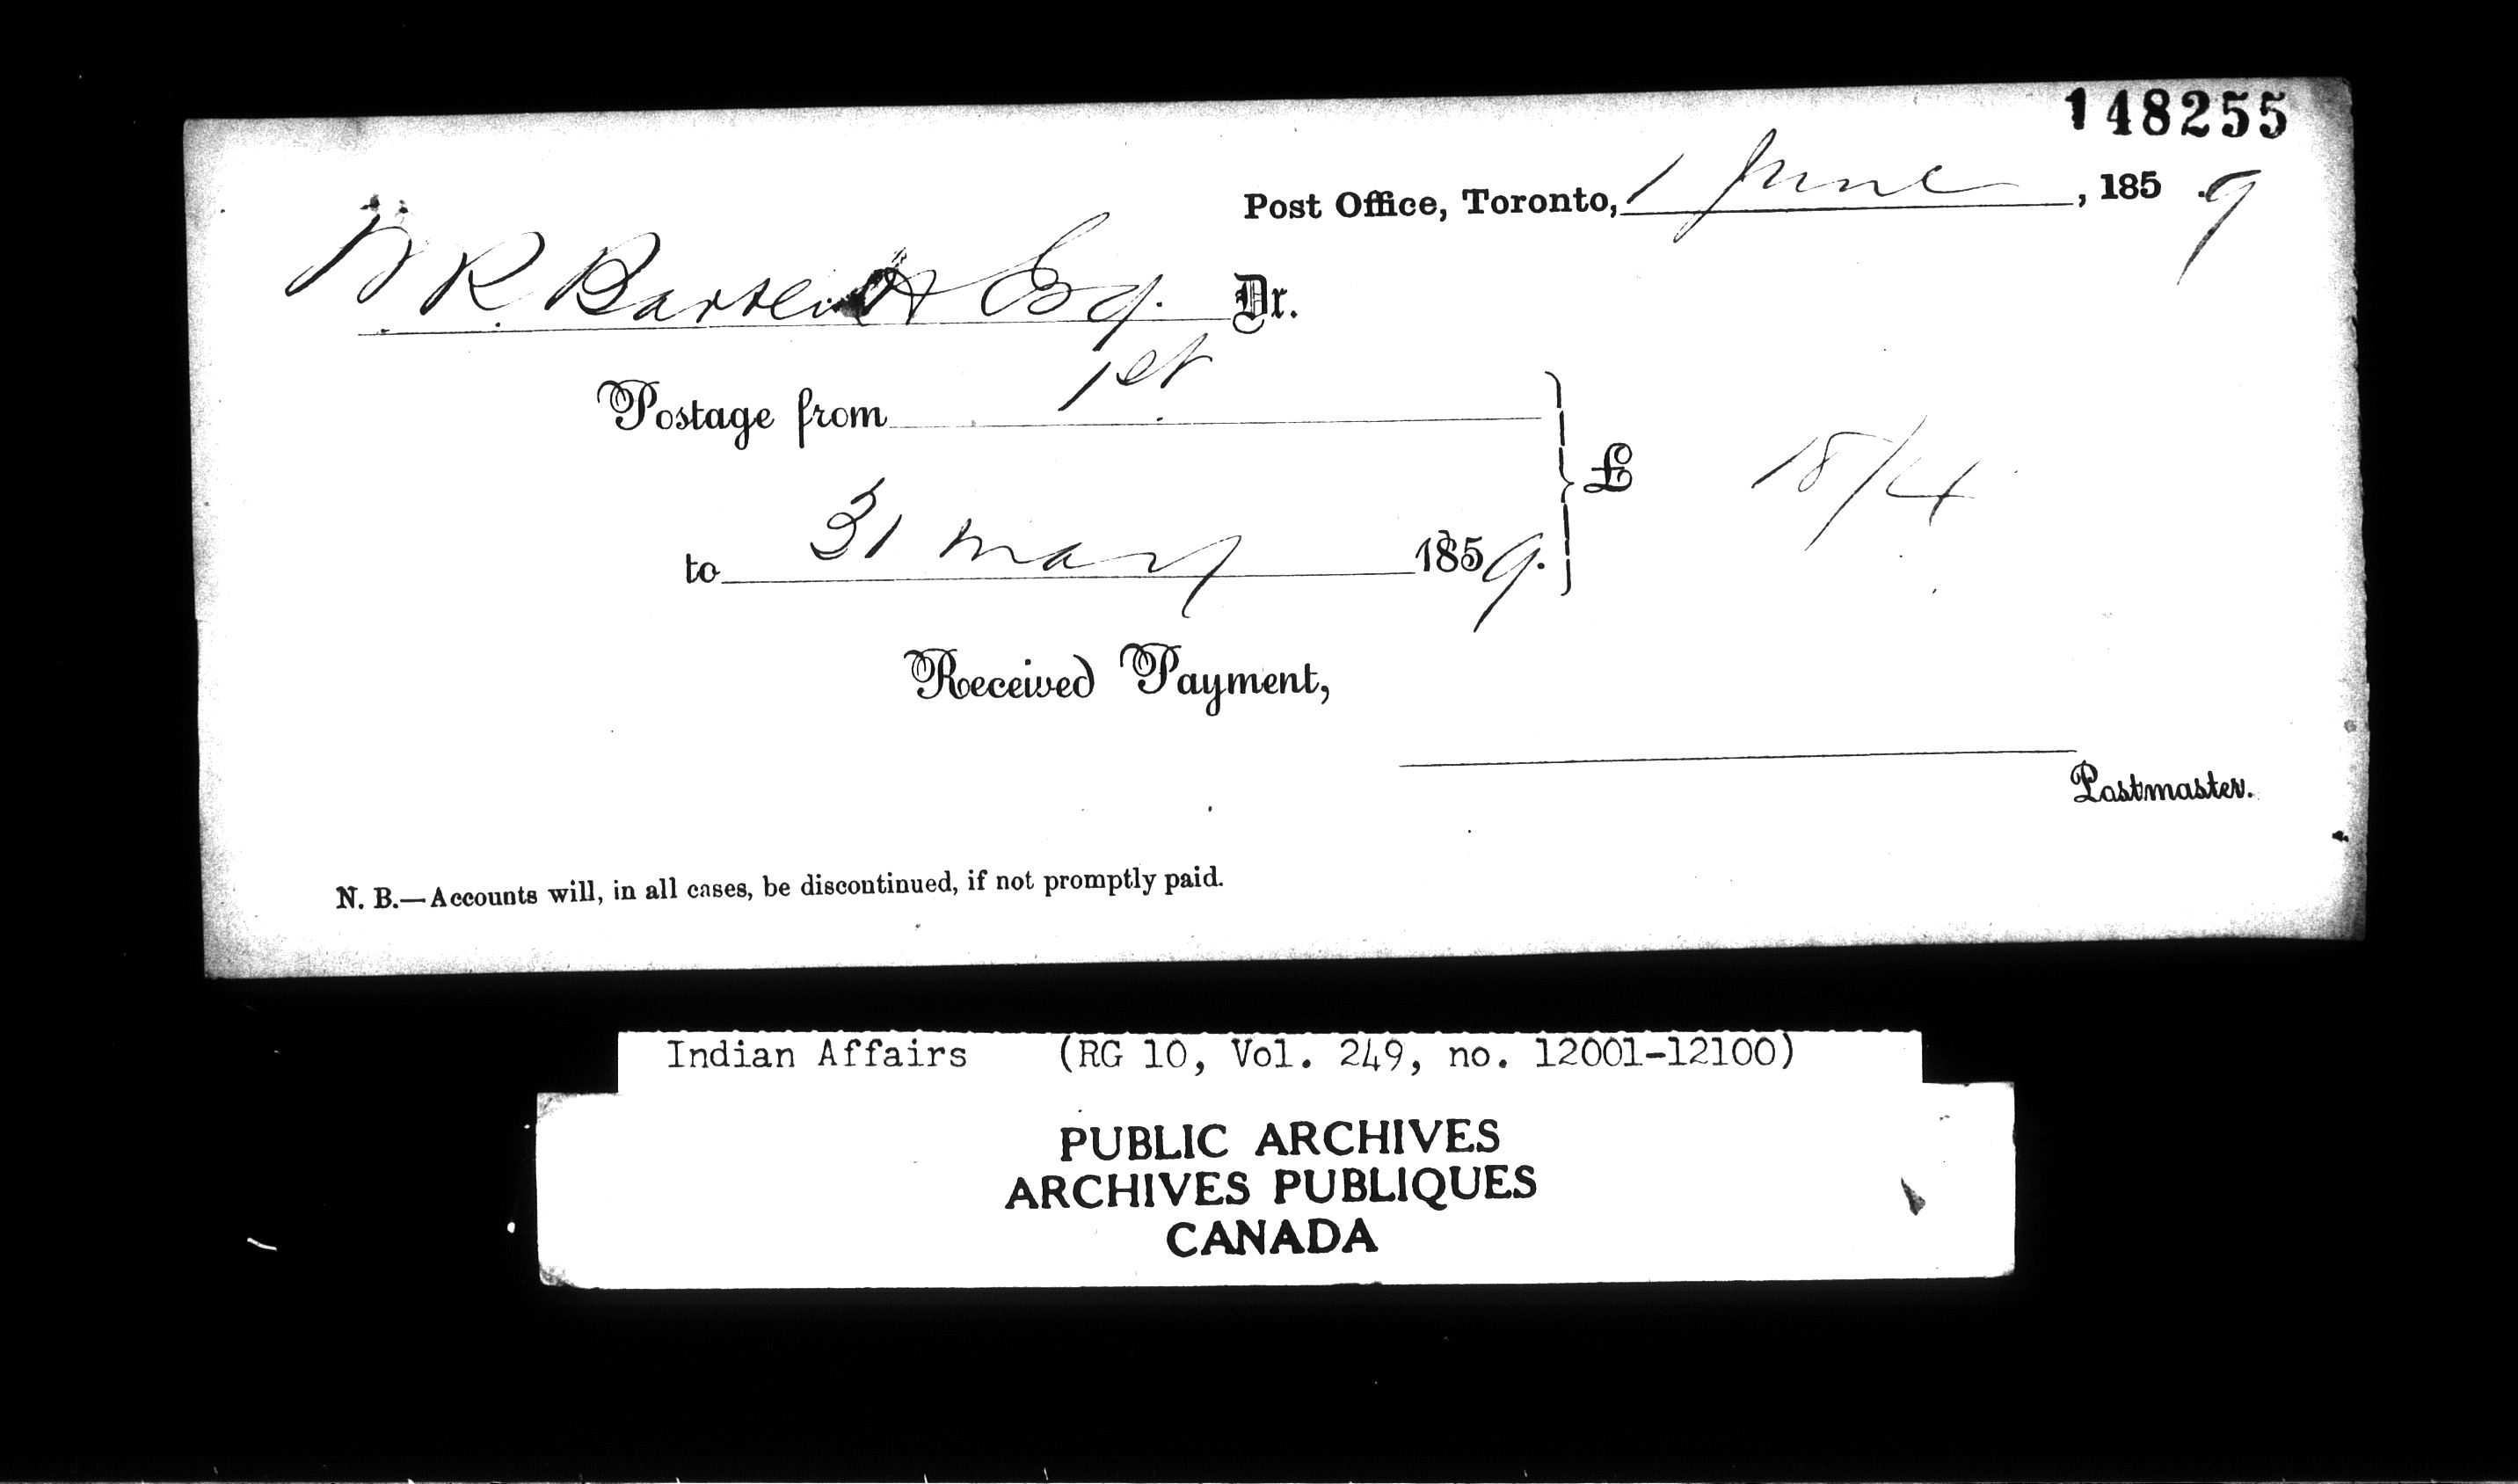 148255
Post Office, Toronto, 1 June, 1859
W R Bartlett Esq. Dr.
Postage from 1st
to 31 May 1859. } £ 18/4
Received Payment,
Postmaster.
N. B.—Accounts will, in all cases, be discontinued, if not promptly paid.
Indian Affairs (RG 10, Vol. 249, no. 12001-12100)
PUBLIC ARCHIVES
ARCHIVES PUBLIQUES
CANADA